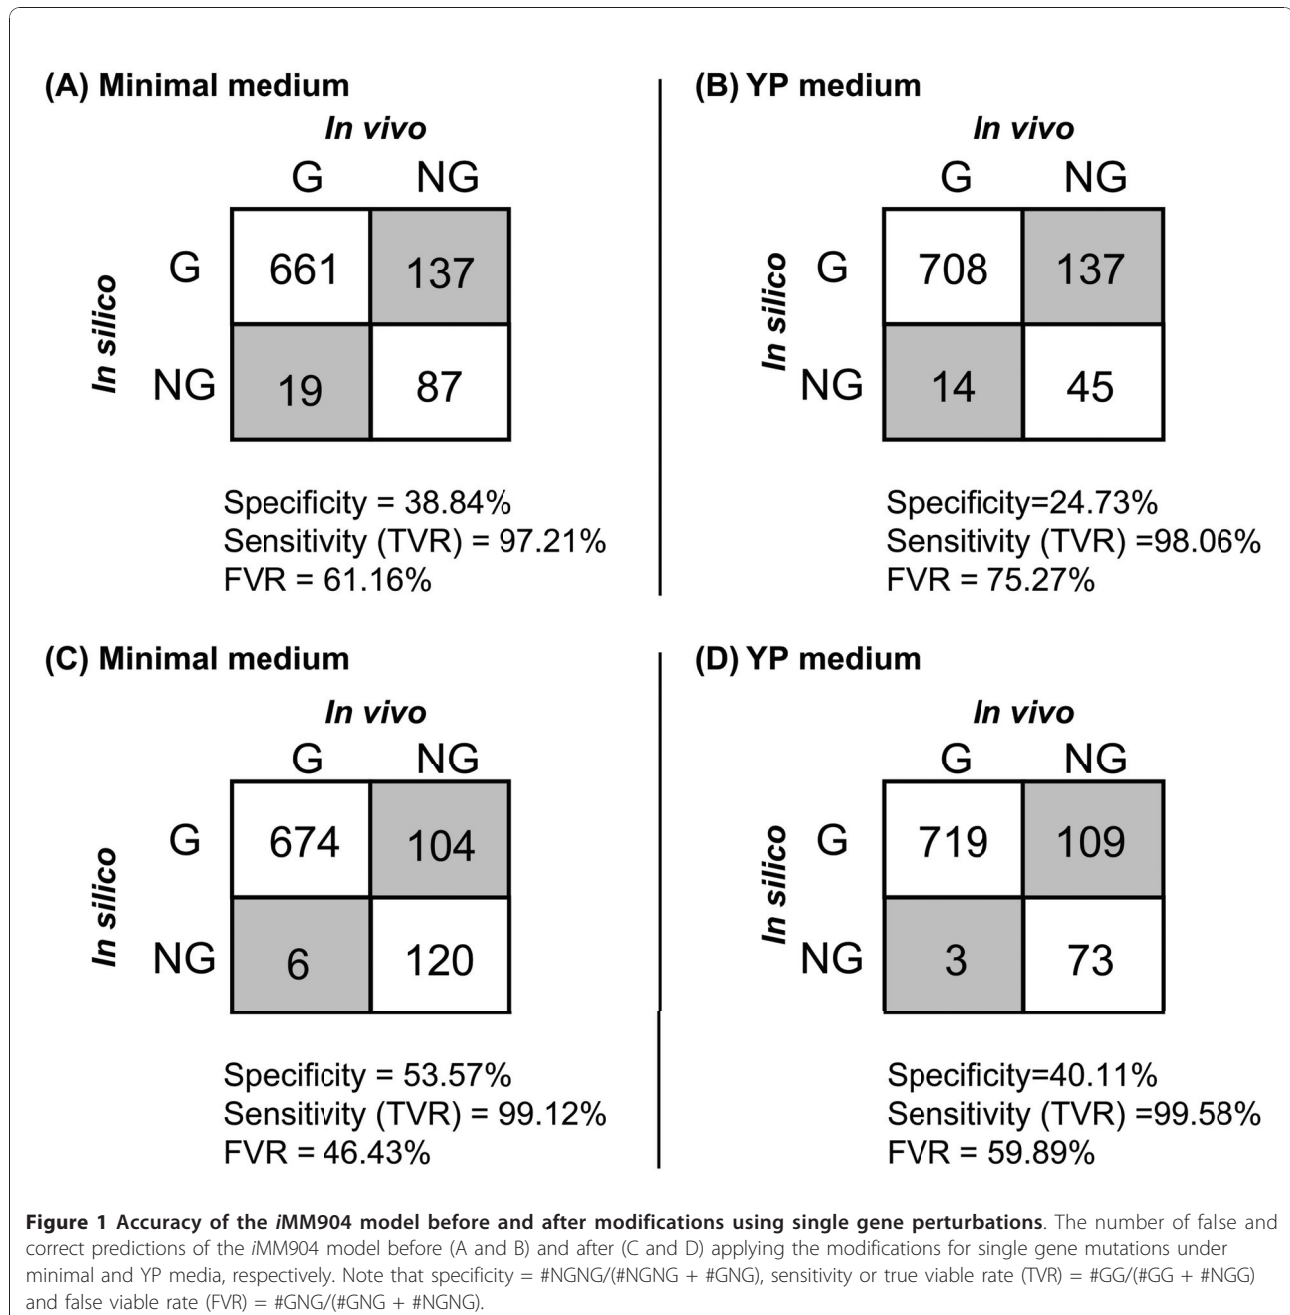 (A) Minimal medium
In vivo
G NG
In silico
G 661 137
NG 19 87
Specificity = 38.84%
Sensitivity (TVR) = 97.21%
FVR = 61.16%
(B) YP medium
In vivo
G NG
In silico
G 708 137
NG 14 45
Specificity=24.73%
Sensitivity (TVR) =98.06%
FVR = 75.27%
(C) Minimal medium
In vivo
G NG
In silico
G 674 104
NG 6 120
Specificity = 53.57%
Sensitivity (TVR) = 99.12%
FVR = 46.43%
(D) YP medium
In vivo
G NG
In silico
G 719 109
NG 3 73
Specificity=40.11%
Sensitivity (TVR) =99.58%
FVR = 59.89%
Figure 1 Accuracy of the iMM904 model before and after modifications using single gene perturbations. The number of false and
correct predictions of the iMM904 model before (A and B) and after (C and D) applying the modifications for single gene mutations under
minimal and YP media, respectively. Note that specificity = #NGNG/(#NGNG + #GNG), sensitivity or true viable rate (TVR) = #GG/(#GG + #NGG)
and false viable rate (FVR) = #GNG/(#GNG + #NGNG).